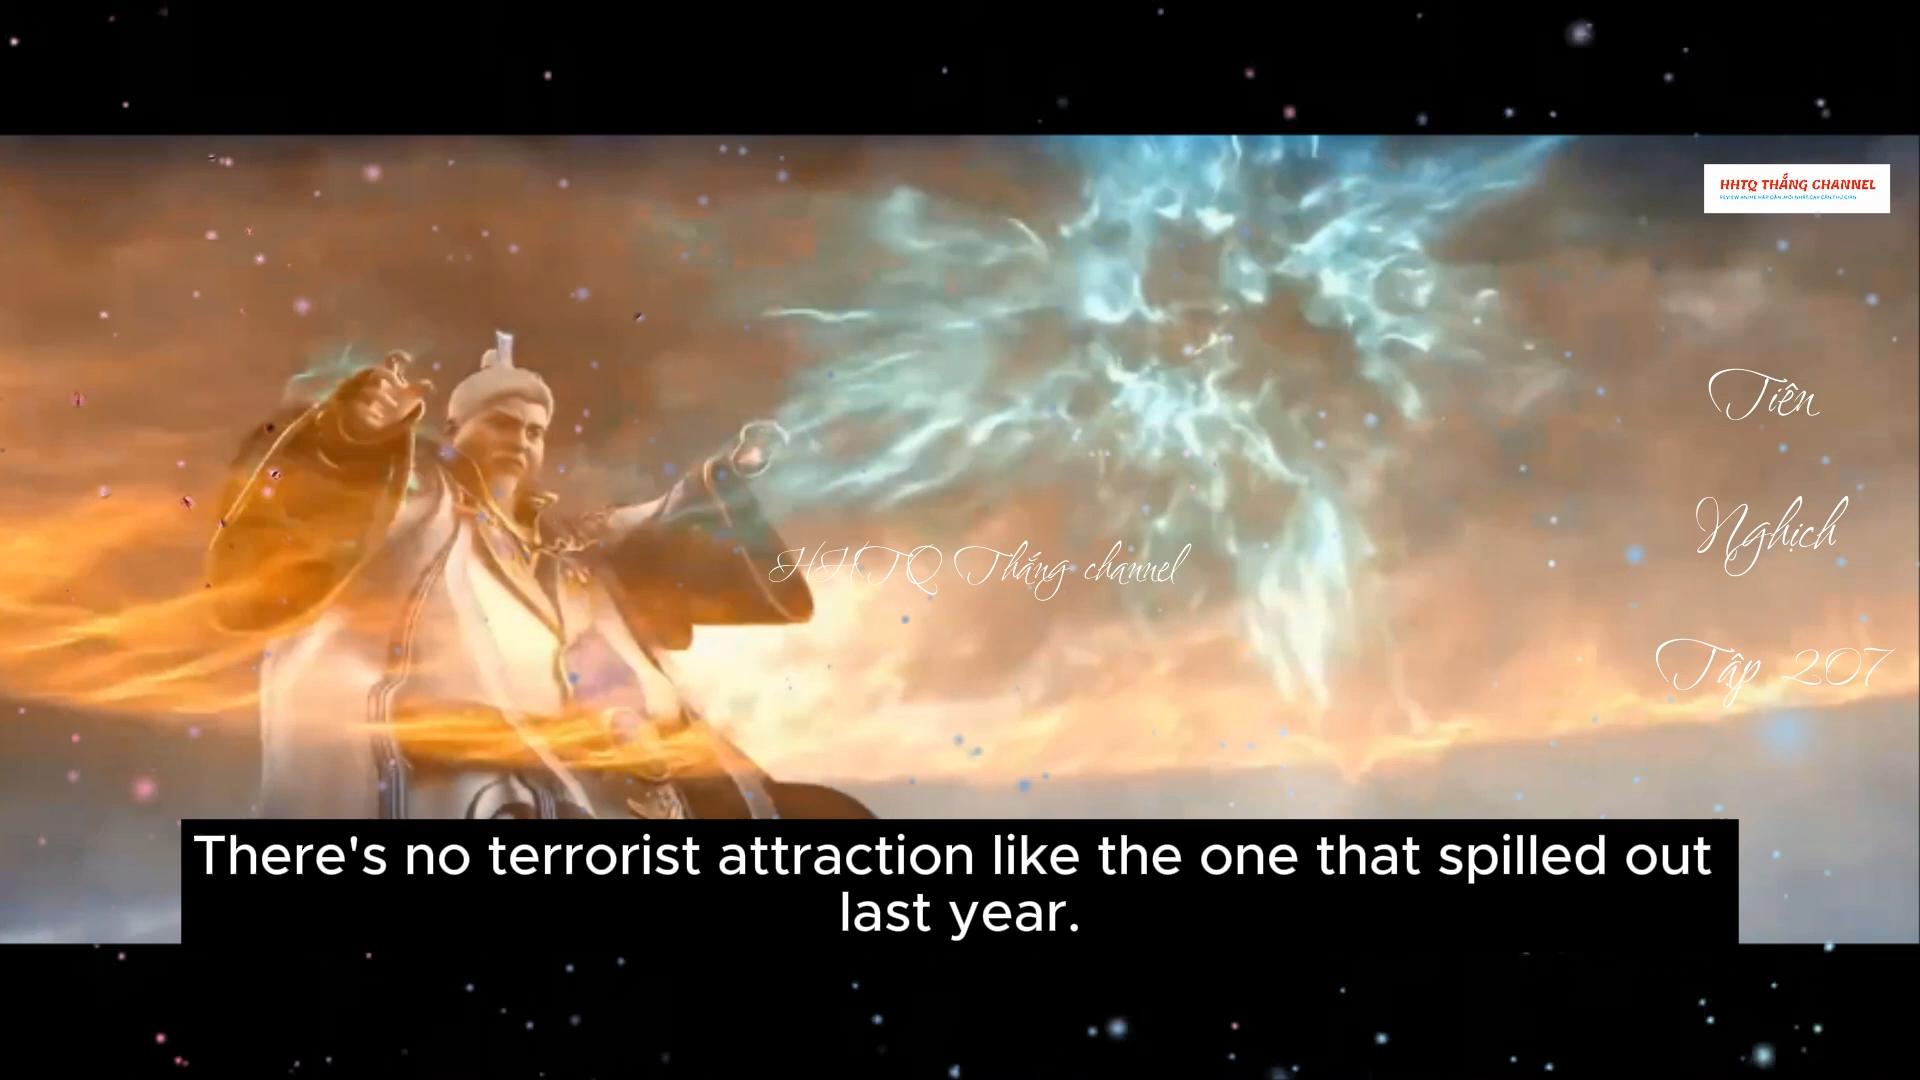 HHTQ THẮNG CHANNEL
Tiên
Nghịch
HHTQ Thắng channel
Tập 207
There's no terrorist attraction like the one that spilled out
last year.